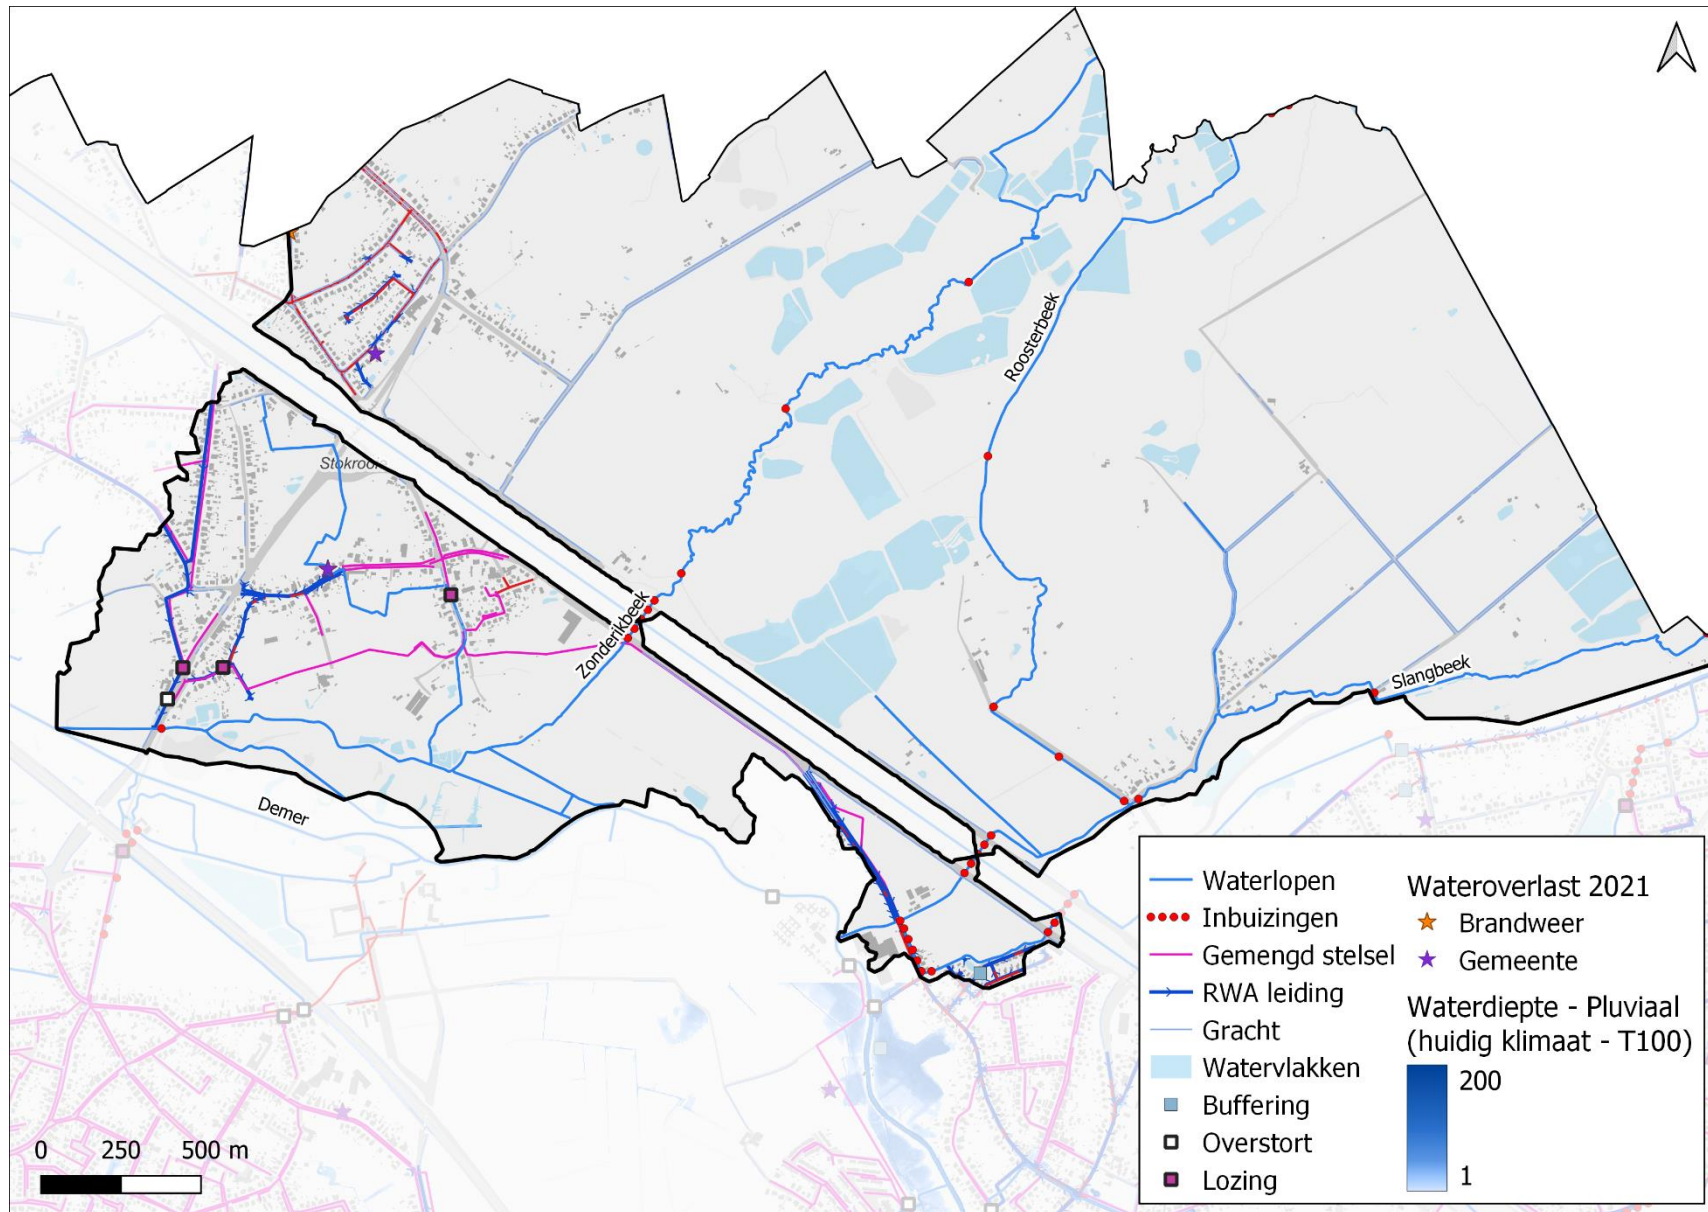 Stokrooie
Roosterbeek
Zonderikbeek
Slangbeek
Demer
0 250 500 m
Waterlopen
Inbuizingen
Gemengd stelsel
RWA leiding
Gracht
Watervlakken
Buffering
Overstort
Lozing
Wateroverlast 2021
Brandweer
Gemeente
Waterdiepte - Pluviaal
(huidig klimaat - T100)
200
1